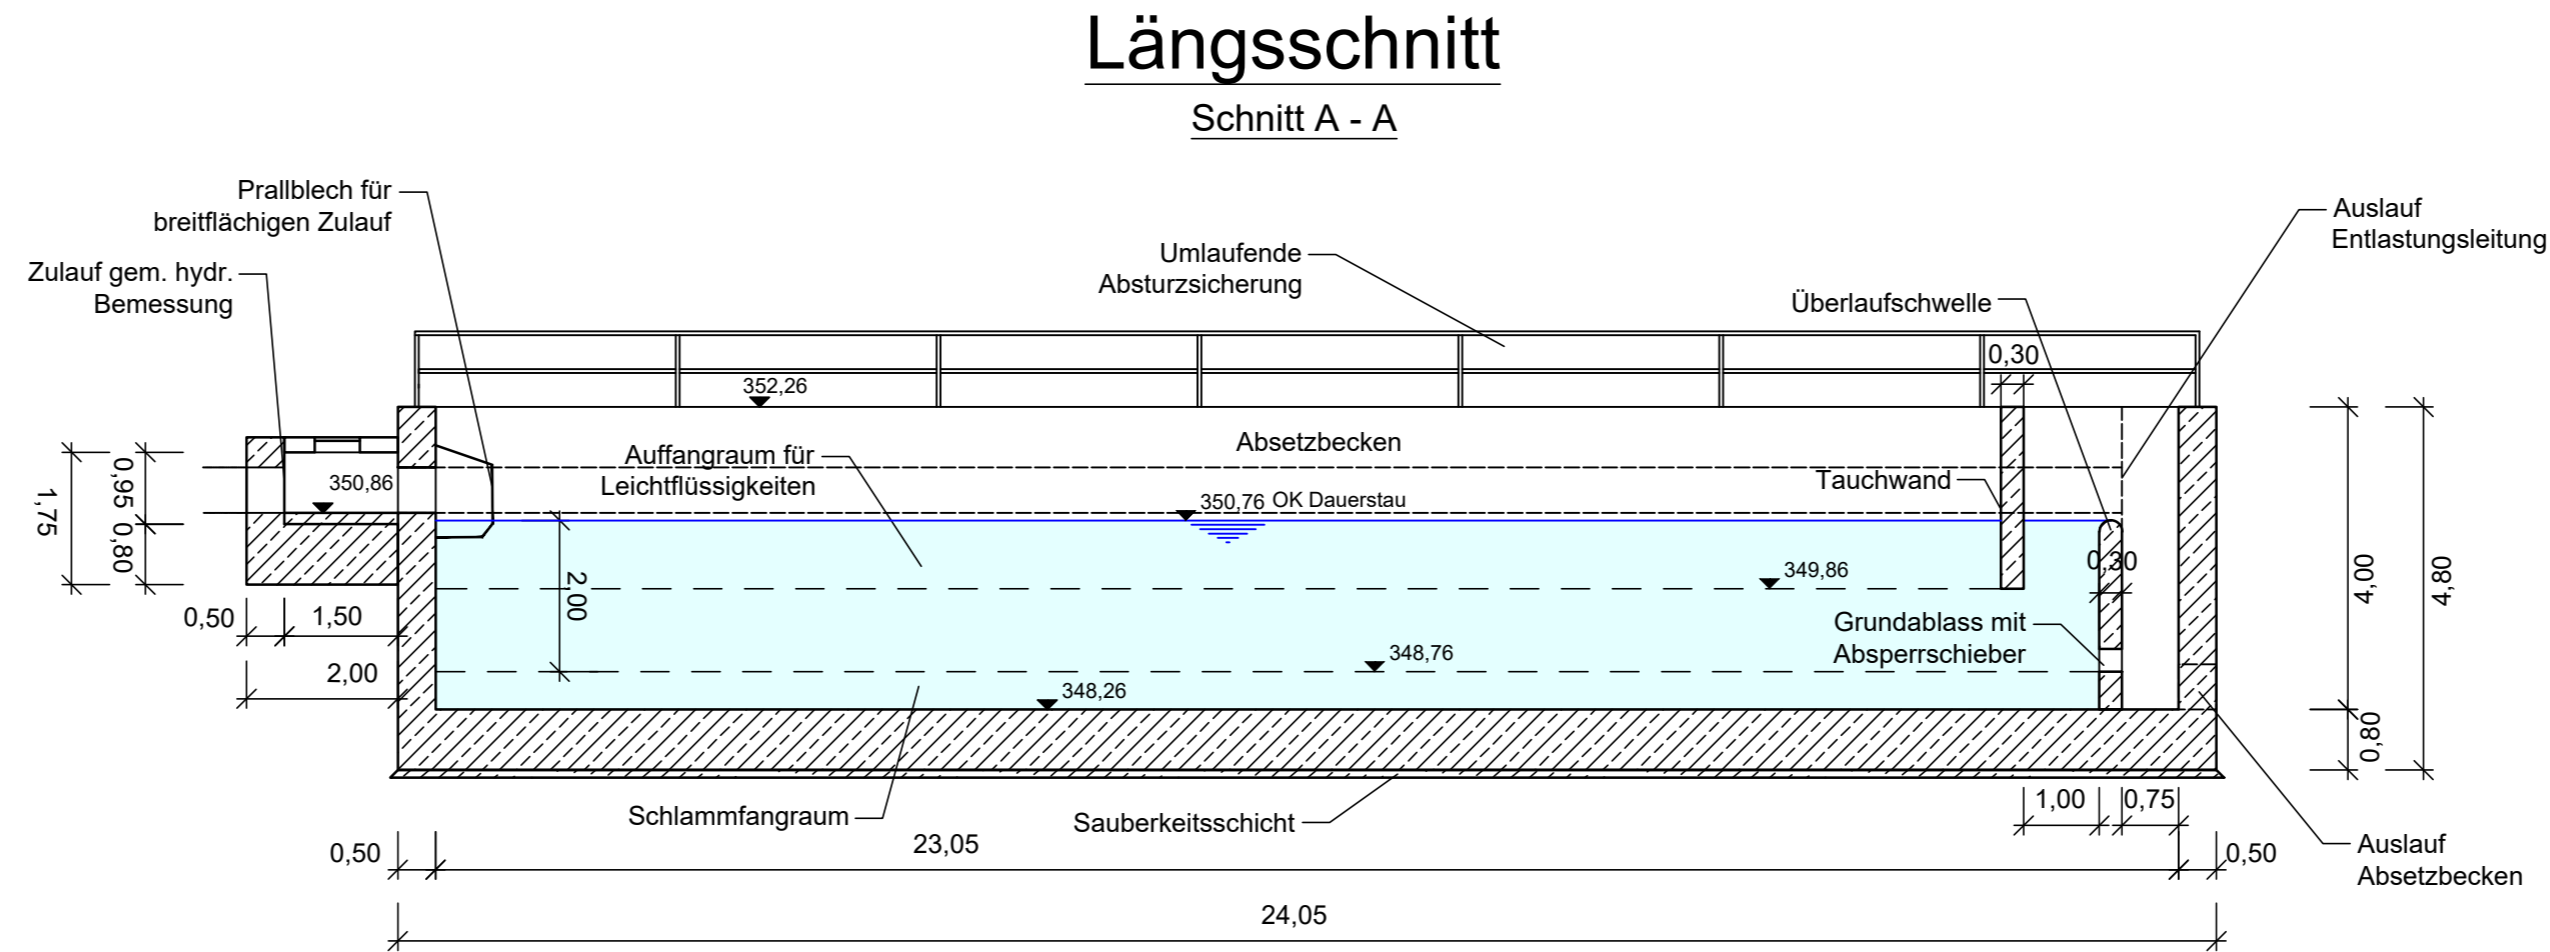 Längsschnitt
Schnitt A - A
Prallblech für
breitflächigen Zulauf
Zulauf gem. hydr.
Bemessung
Umlaufende
Absturzsicherung
Auslauf
Entlastungsleitung
Überlaufschwelle
0,30
352,26
Absetzbecken
Auffangraum für
Leichtflüssigkeiten
Tauchwand
350,86
350,76 OK Dauerstau
1,75
0,95
0,80
2,00
349,86
0,30
4,00
4,80
0,50
1,50
Grundablass mit
Absperrschieber
348,76
2,00
348,26
0,80
Schlammfangraum
Sauberkeitsschicht
1,00
0,75
0,50
23,05
0,50
Auslauf
Absetzbecken
24,05